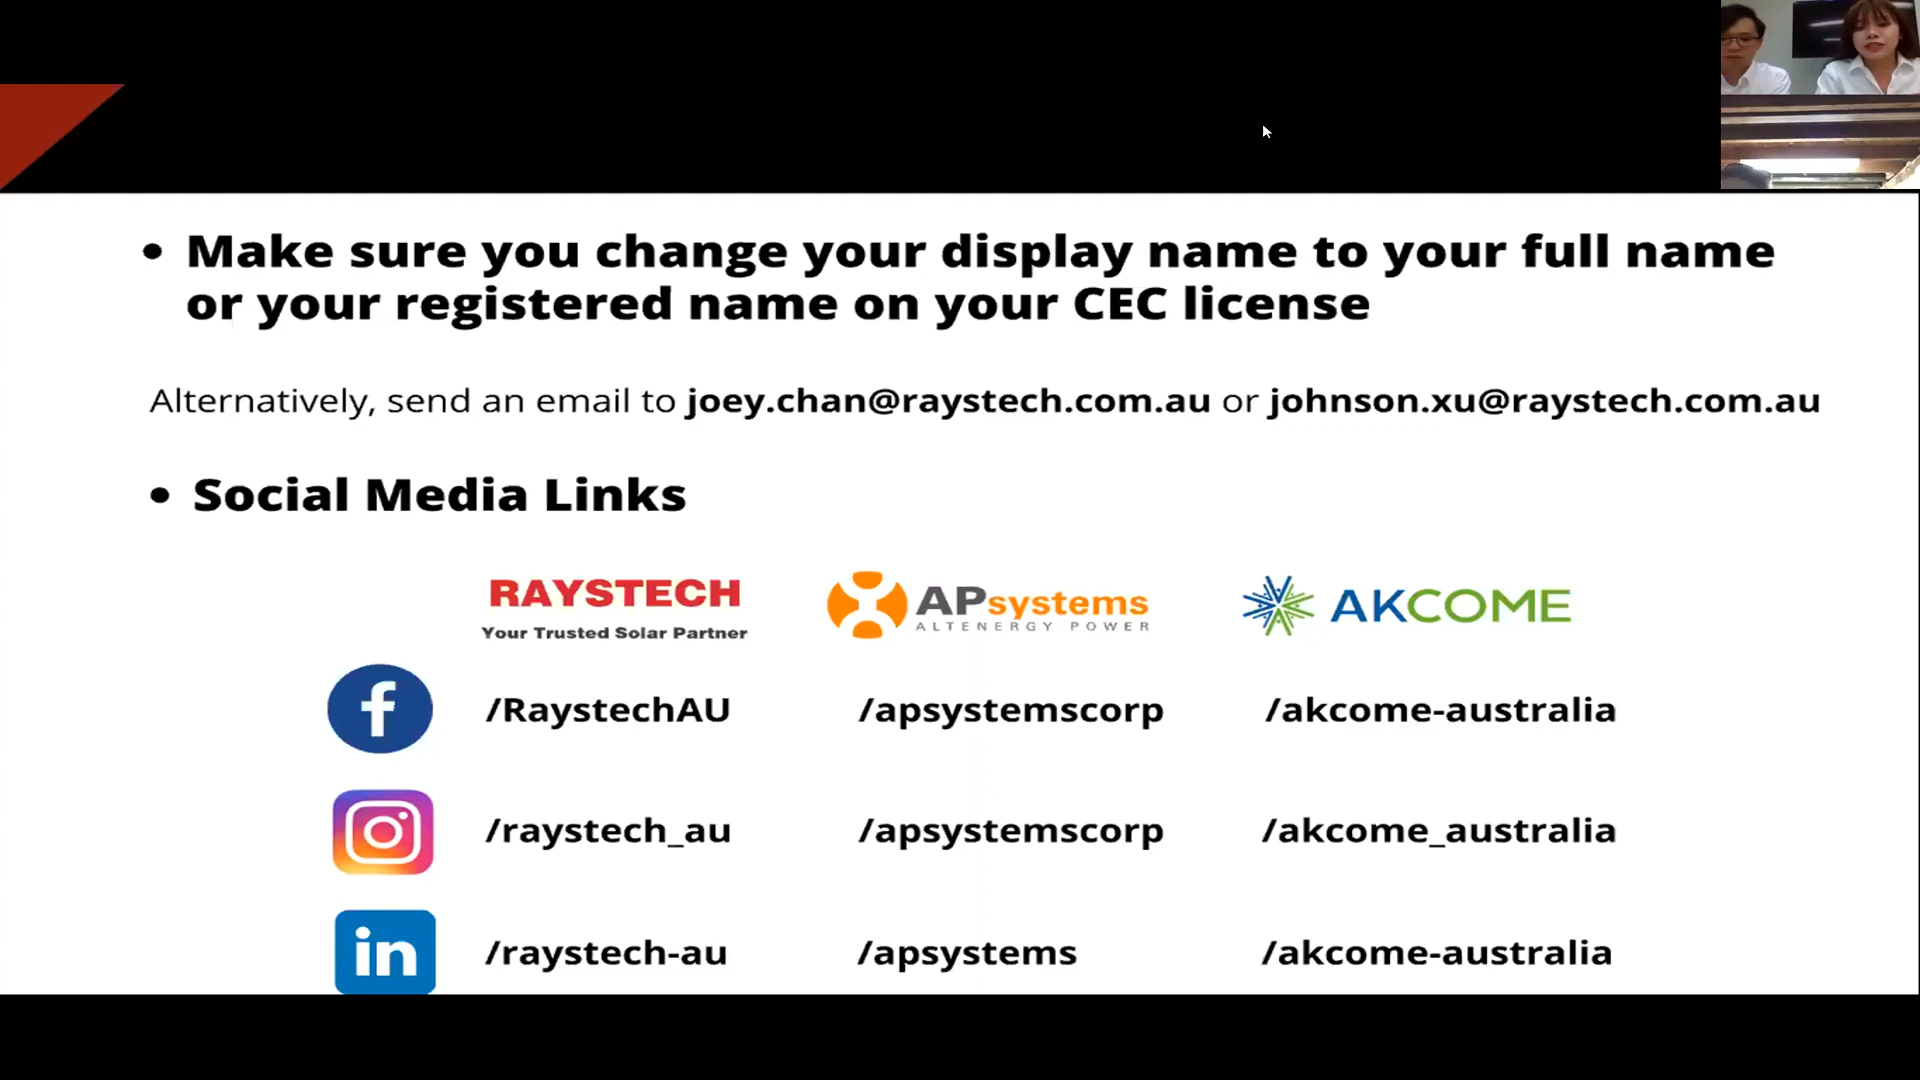 • Make sure you change your display name to your full name
or your registered name on your CEC license
Alternatively, send an email to joey.chan@raystech.com.au or johnson.xu@raystech.com.au
• Social Media Links
RAYSTECH
Your Trusted Solar Partner
APsystems
ALTENERGY POWER
AKCOME
f /RaystechAU /apsystemscorp /akcome-australia
/raystech_au /apsystemscorp /akcome_australia
in /raystech-au /apsystems /akcome-australia